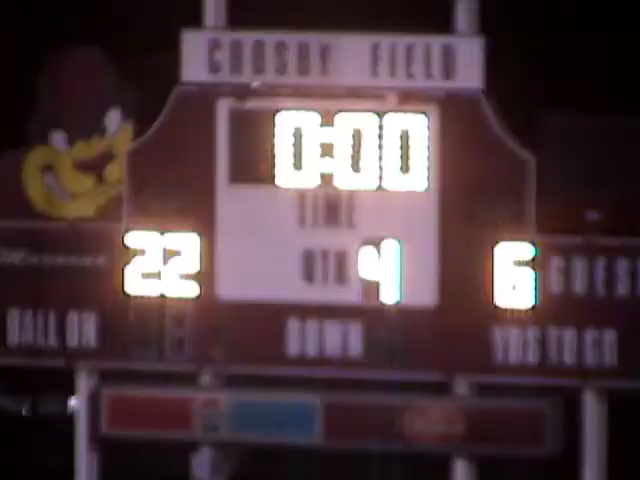 CROSBY FIELD
0:00
TIME
22 QTR 4 6 GUEST
BALL ON DOWN YDS TO GO